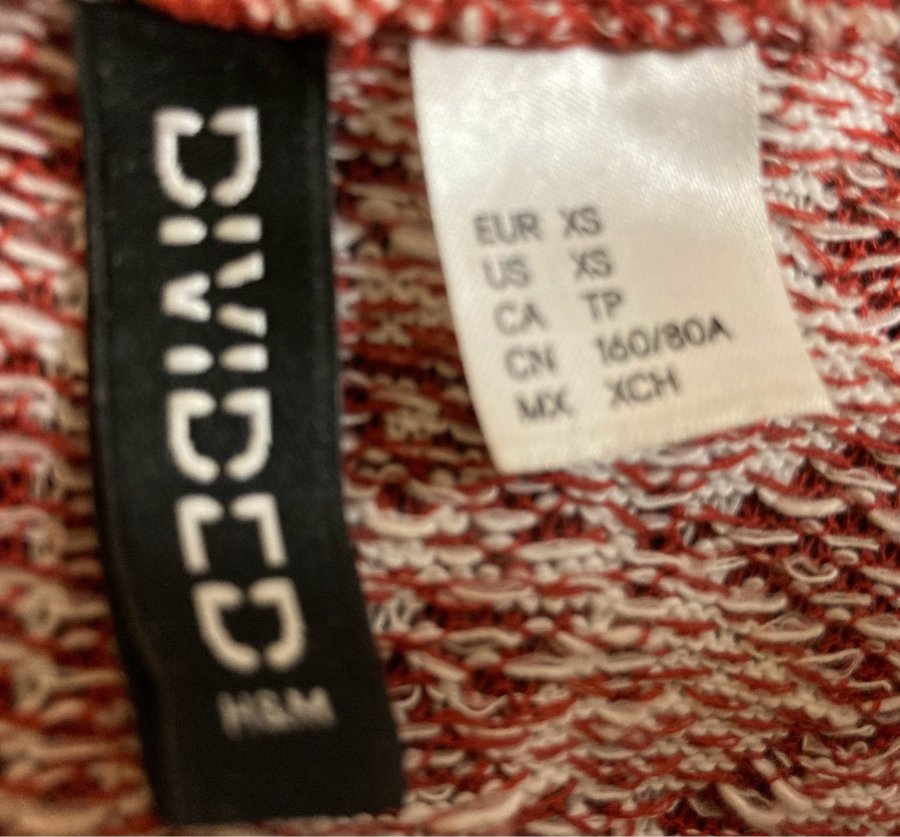 DIVIDED
H&M
EUR XS
US XS
CA TP
CN 160/80A
MX XCH